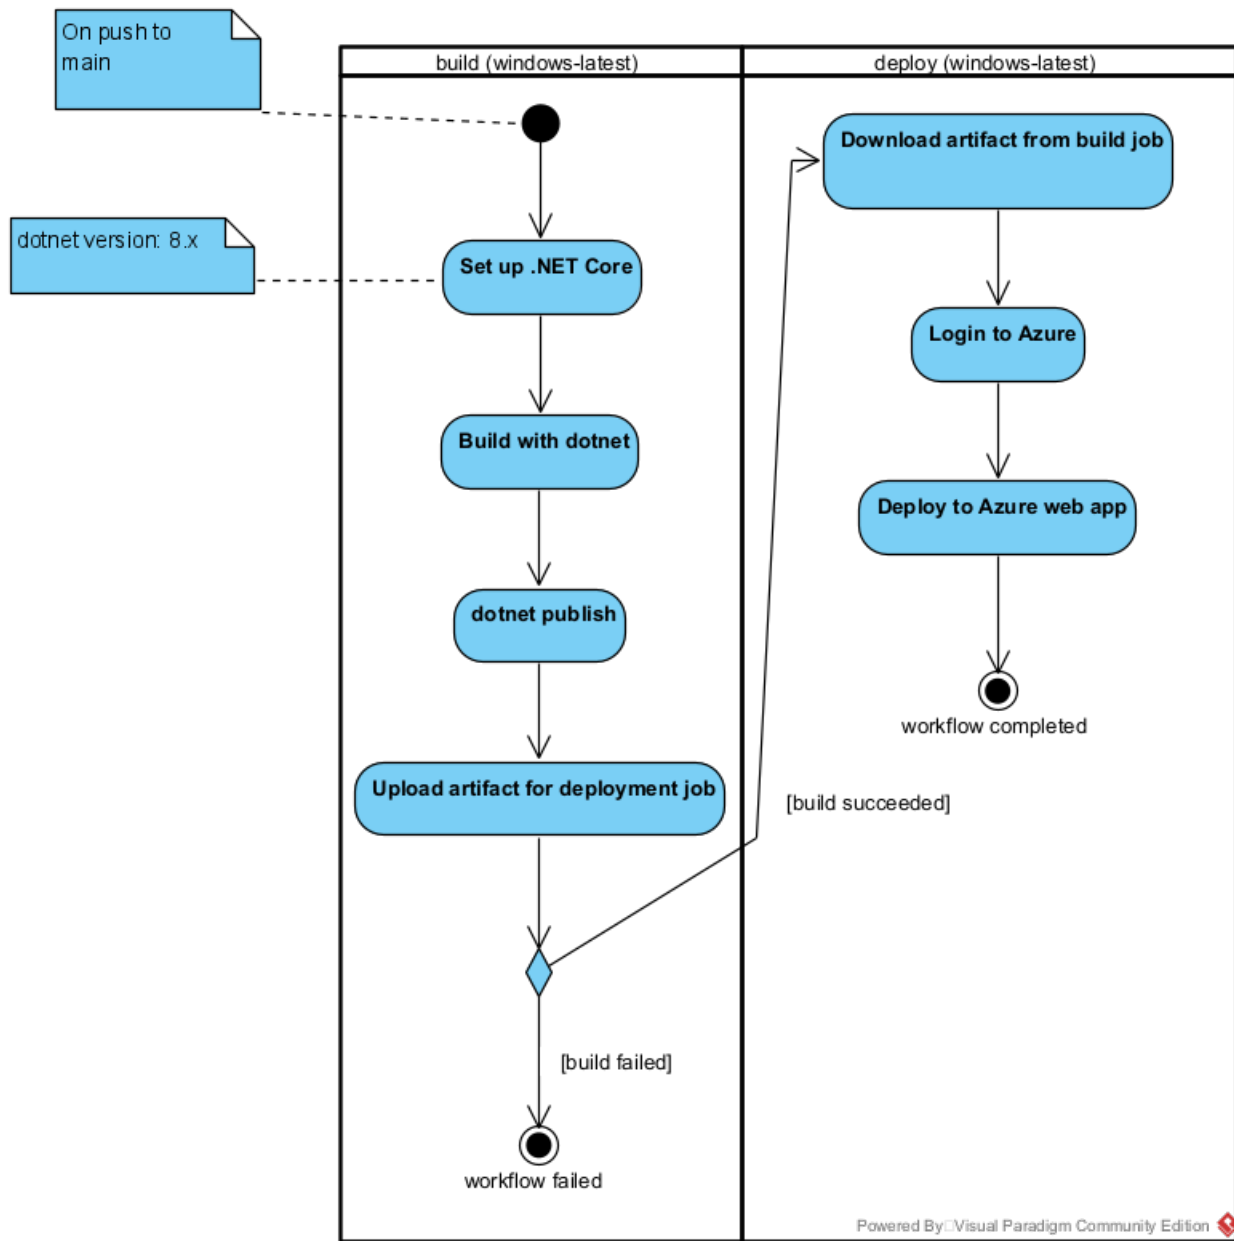 On push to
main
build (windows-latest)
deploy (windows-latest)
Download artifact from build job
dotnet version: 8.x
Set up .NET Core
Login to Azure
Build with dotnet
Deploy to Azure web app
dotnet publish
workflow completed
Upload artifact for deployment job
[build succeeded]
[build failed]
workflow failed
Powered By Visual Paradigm Community Edition